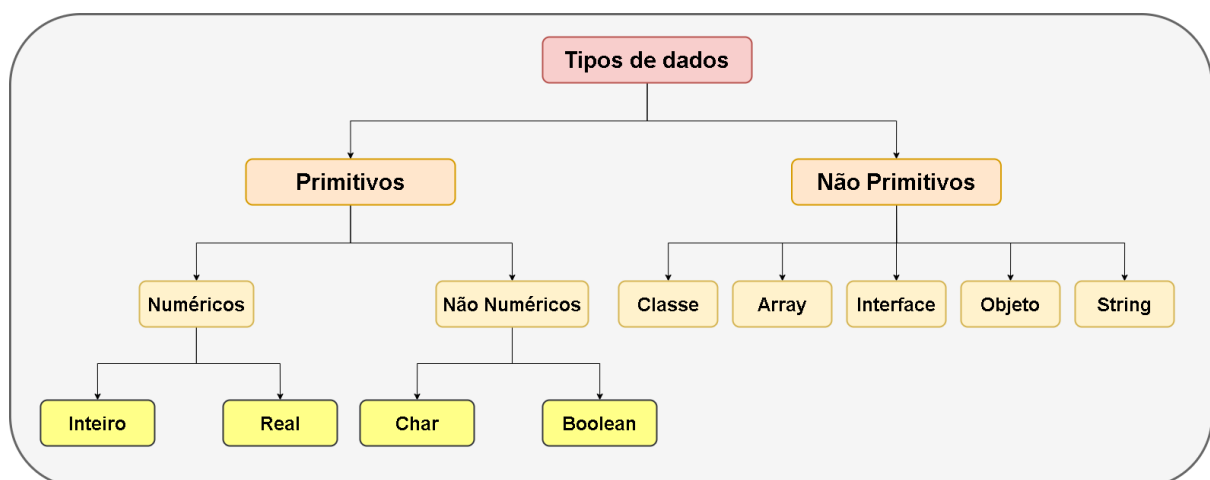 Tipos de dados
Primitivos
Não Primitivos
Numéricos
Não Numéricos
Classe
Array
Interface
Objeto
String
Inteiro
Real
Char
Boolean